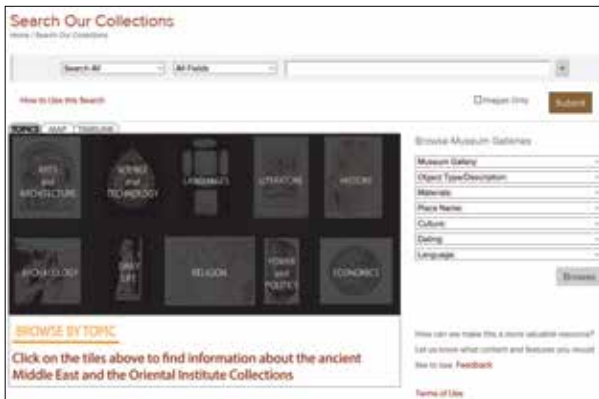 Search Our Collections
Home / Search Our Collections
Search All
All Fields
How to Use this Search
Images Only
Submit
TOPICS MAP TIMELINE
ARTS and ARCHITECTURE
SCIENCE and TECHNOLOGY
LANGUAGES
LITERATURE
HISTORY
ARCHAEOLOGY
DAILY LIFE
RELIGION
POWER and POLITICS
ECONOMICS
BROWSE BY TOPIC
Click on the tiles above to find information about the ancient
Middle East and the Oriental Institute Collections
Browse Museum Galleries
Museum Gallery:
Object Type/Description:
Materials:
Place Name:
Culture:
Dating:
Language:
Browse
How can we make this a more valuable resource?
Let us know what content and features you would
like to see. Feedback
Terms of Use